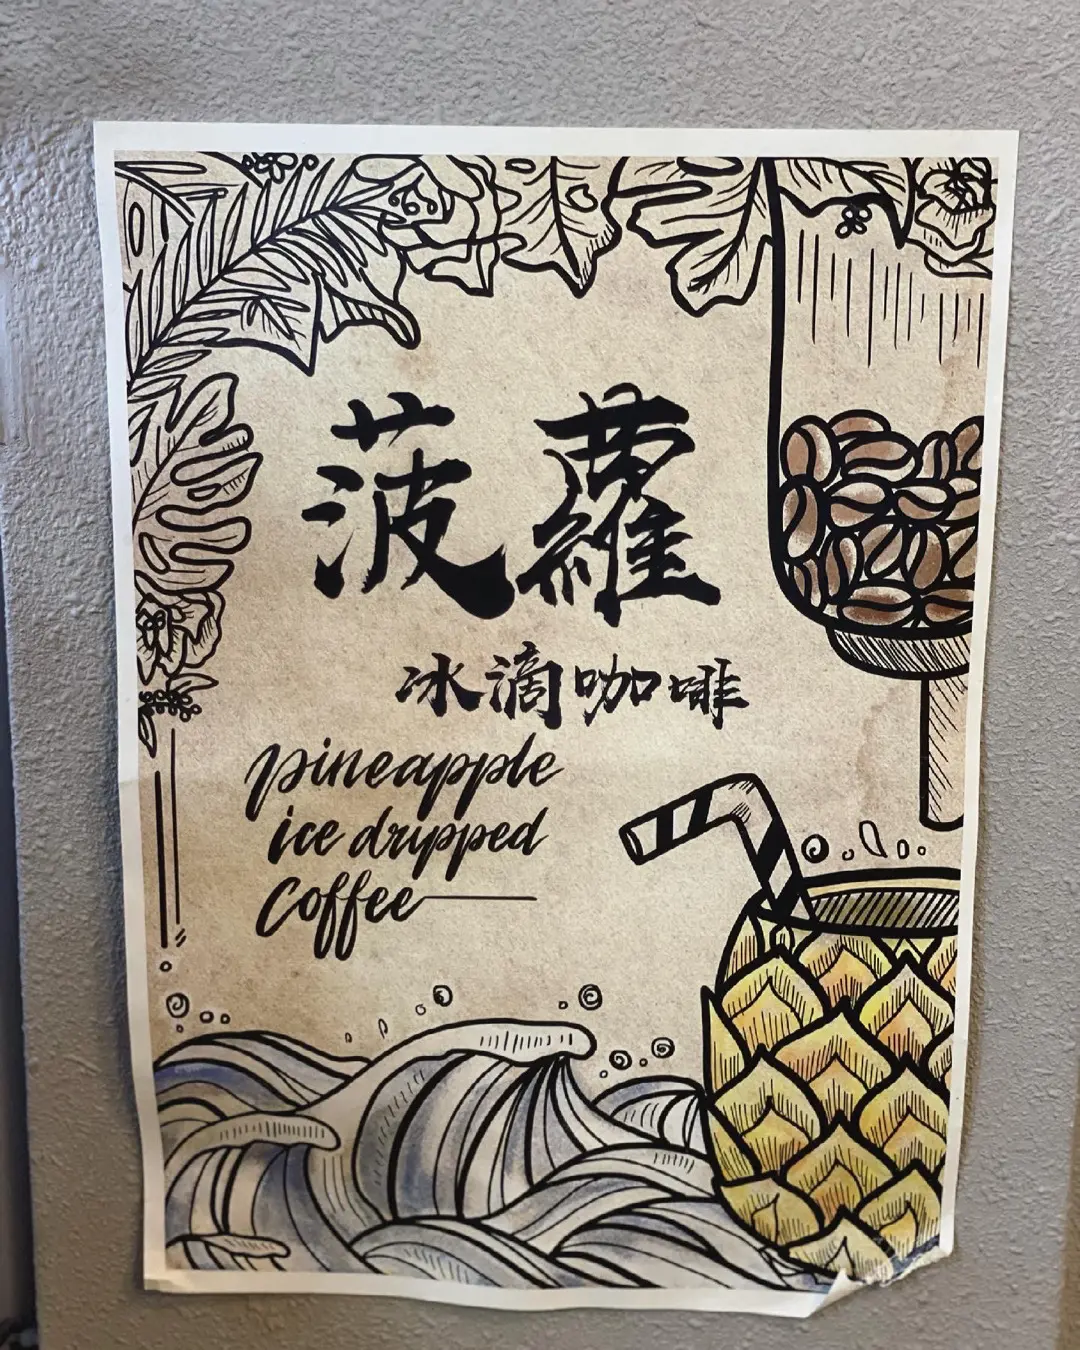 菠蘿
冰滴咖啡
pineapple
ice dripped
coffee